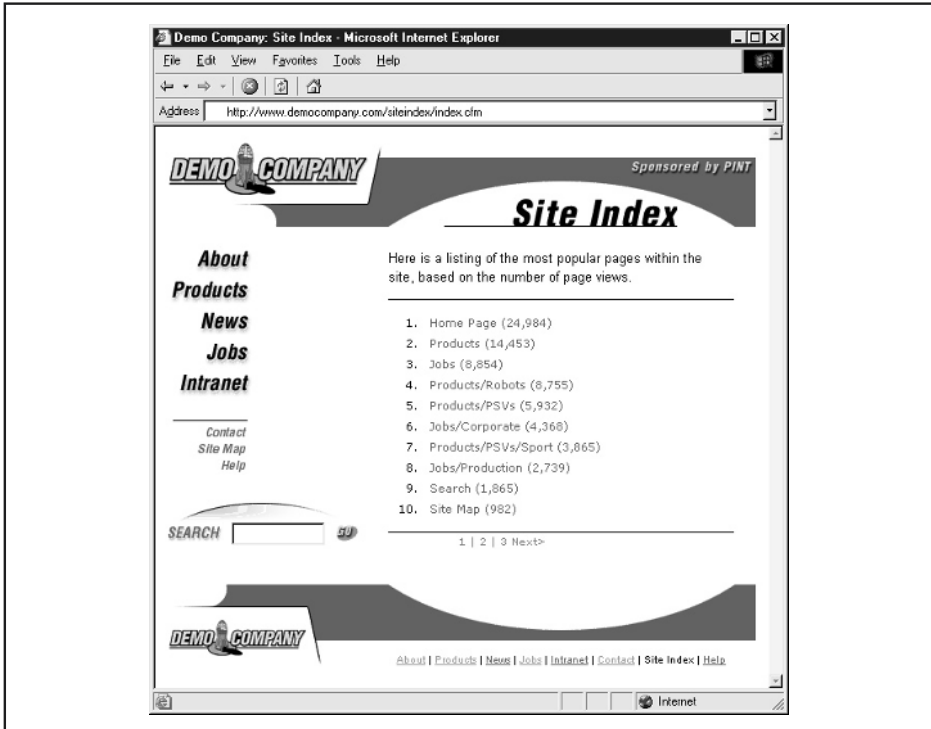 Demo Company: Site Index - Microsoft Internet Explorer
File Edit View Favorites Tools Help
Address http://www.democompany.com/siteindex/index.cfm
DEMO COMPANY
Sponsored by PINT
Site Index
About
Products
News
Jobs
Intranet
Contact
Site Map
Help
SEARCH GO
Here is a listing of the most popular pages within the
site, based on the number of page views.
1. Home Page (24,984)
2. Products (14,453)
3. Jobs (8,854)
4. Products/Robots (8,755)
5. Products/PSVs (5,932)
6. Jobs/Corporate (4,368)
7. Products/PSVs/Sport (3,865)
8. Jobs/Production (2,739)
9. Search (1,865)
10. Site Map (982)
1 | 2 | 3 Next>
DEMO COMPANY
About | Products | News | Jobs | Intranet | Contact | Site Index | Help
Internet